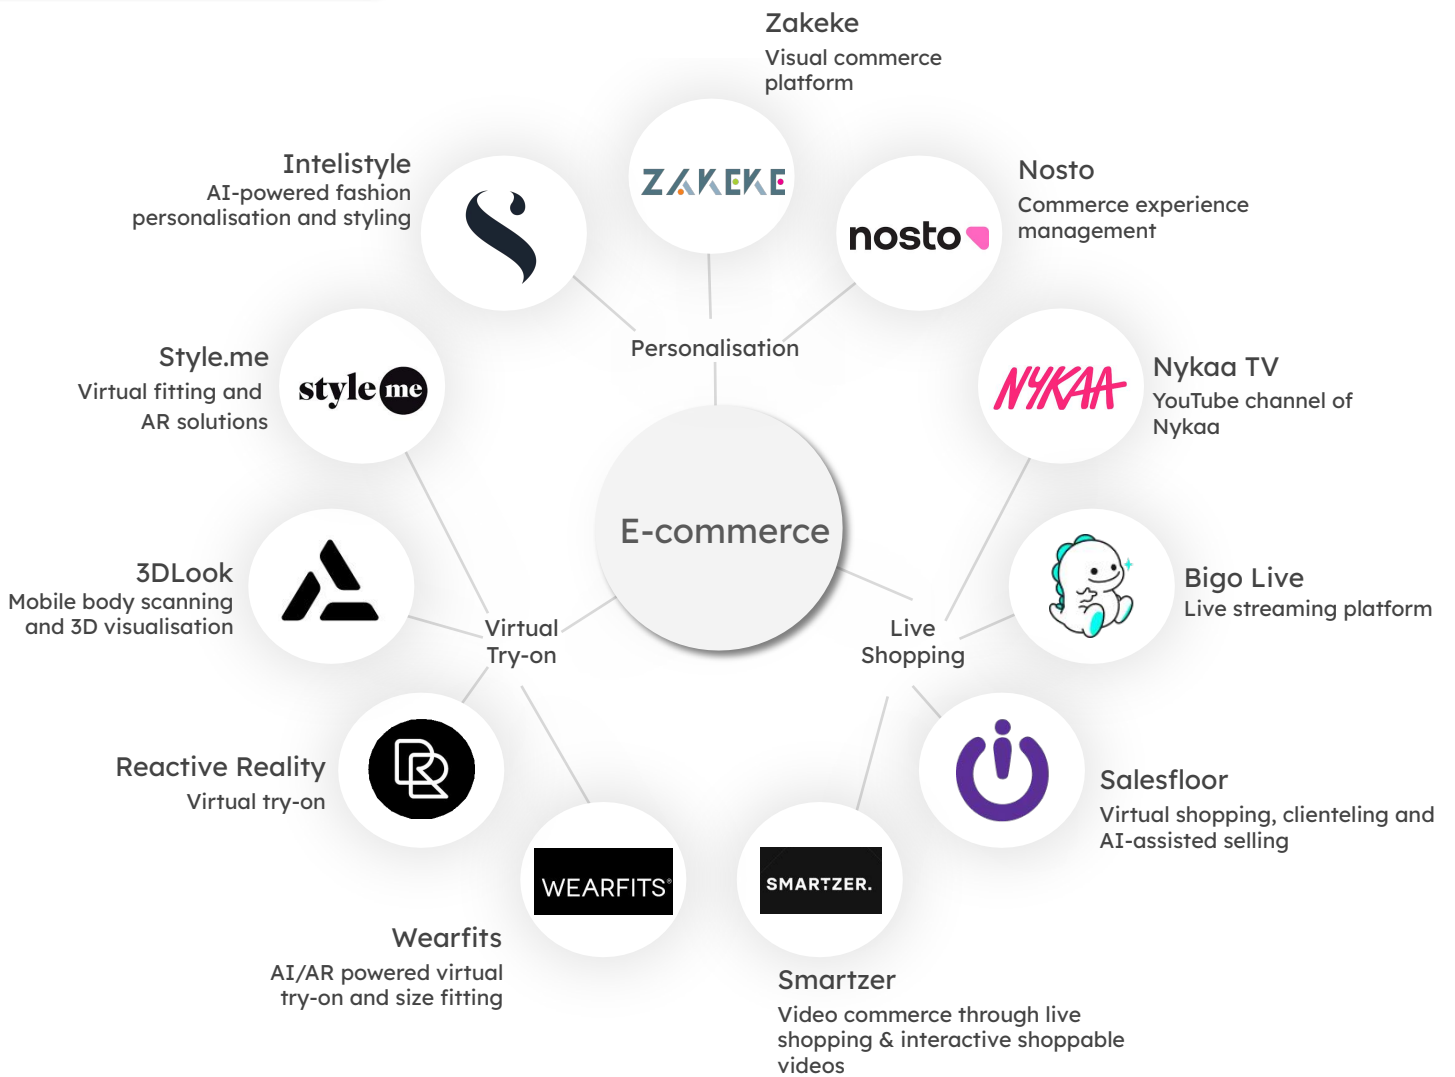 Zakeke
Visual commerce
platform
ZAKEKE
Intelistyle
AI-powered fashion
personalisation and styling
Nosto
Commerce experience
management
nosto
Personalisation
Style.me
Virtual fitting and
AR solutions
style me
Nykaa TV
YouTube channel of
Nykaa
NYKAA
E-commerce
3DLook
Mobile body scanning
and 3D visualisation
Bigo Live
Live streaming platform
Virtual
Try-on
Live
Shopping
Reactive Reality
Virtual try-on
RR
Salesfloor
Virtual shopping, clienteling and
AI-assisted selling
WEARFITS®
SMARTZER.
Wearfits
AI/AR powered virtual
try-on and size fitting
Smartzer
Video commerce through live
shopping & interactive shoppable
videos